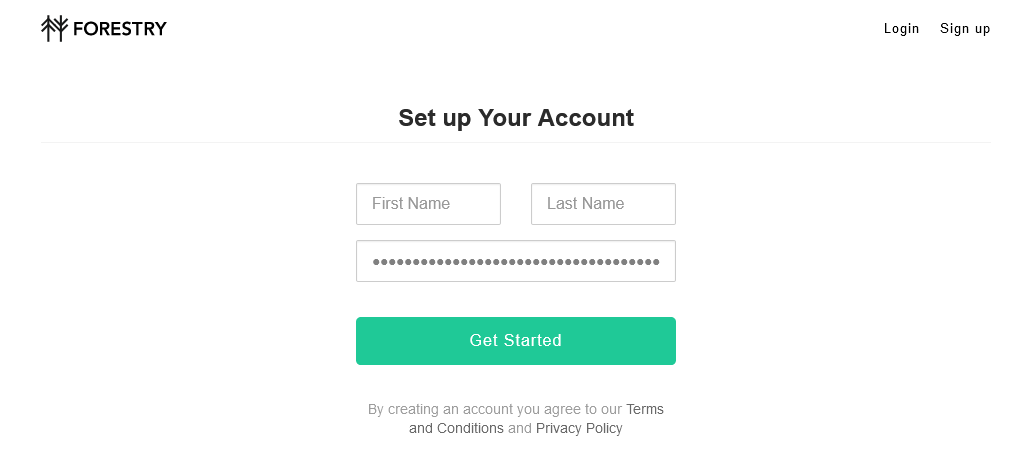 FORESTRY
Login Sign up
Set up Your Account
First Name Last Name
••••••••••••••••••••••••••••••••••••
Get Started
By creating an account you agree to our Terms
and Conditions and Privacy Policy